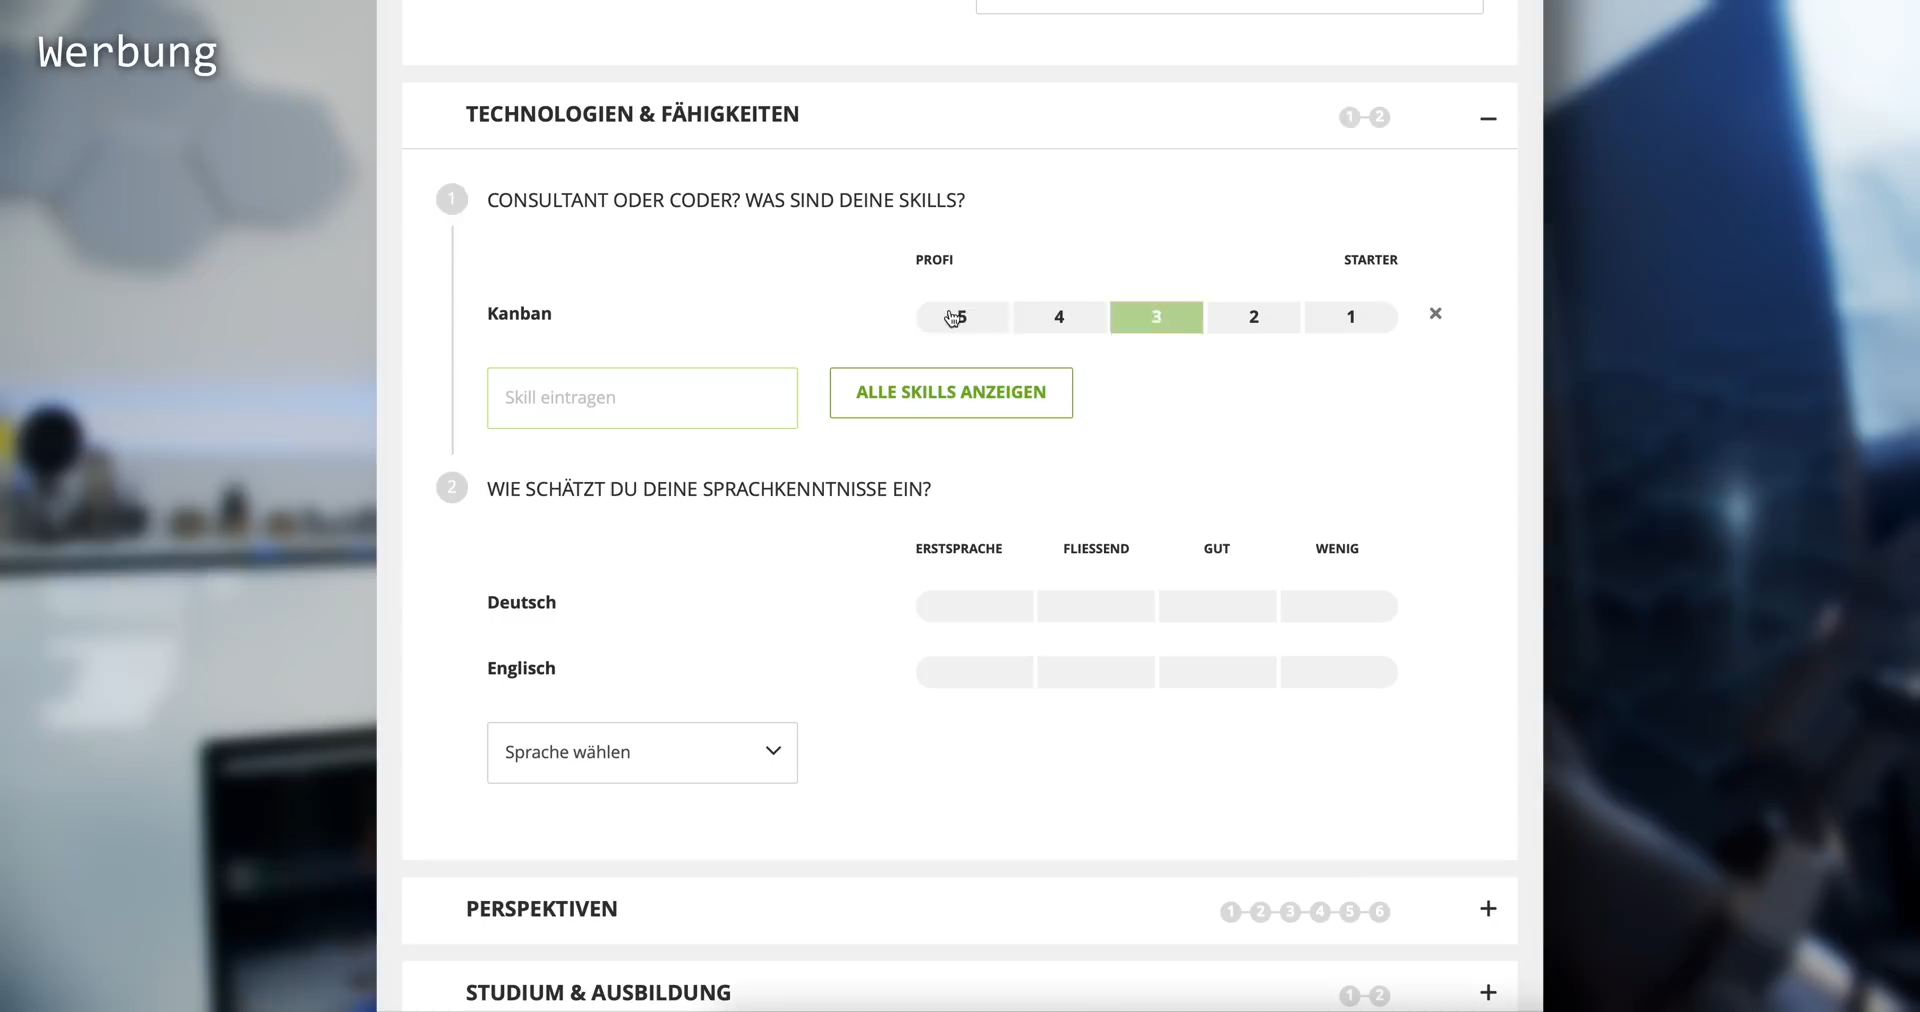 Werbung
TECHNOLOGIEN & FÄHIGKEITEN
1 2
1 CONSULTANT ODER CODER? WAS SIND DEINE SKILLS?
PROFI STARTER
Kanban 5 4 3 2 1 ×
Skill eintragen ALLE SKILLS ANZEIGEN
2 WIE SCHÄTZT DU DEINE SPRACHKENNTNISSE EIN?
ERSTSPRACHE FLIESSEND GUT WENIG
Deutsch
Englisch
Sprache wählen
PERSPEKTIVEN
1 2 3 4 5 6
STUDIUM & AUSBILDUNG
1 2